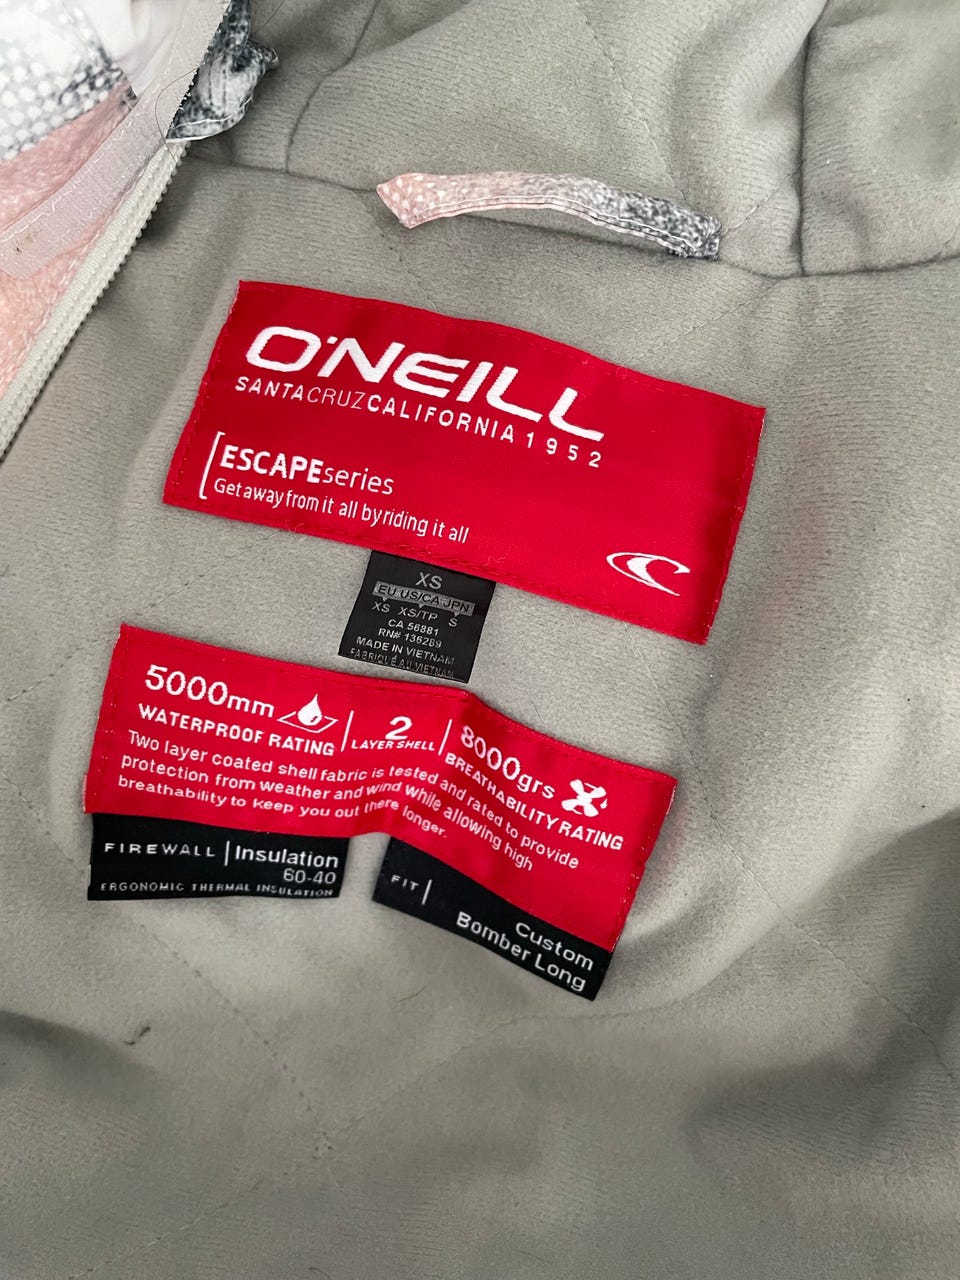 O'NEILL
SANTACRUZCALIFORNIA1952
ESCAPEseries
Get away from it all by riding it all
XS
EU US/CA JPN
XS XS/TP S
CA 56881
RN# 136289
MADE IN VIETNAM
FABRIQUÉ AU VIETNAM
5000mm
WATERPROOF RATING
2
LAYER SHELL
8000grs
BREATHABILITY RATING
Two layer coated shell fabric is tested and rated to provide
protection from weather and wind while allowing high
breathability to keep you out there longer.
FIREWALL | Insulation
60-40
ERGONOMIC THERMAL INSULATION
FIT |
Custom
Bomber Long